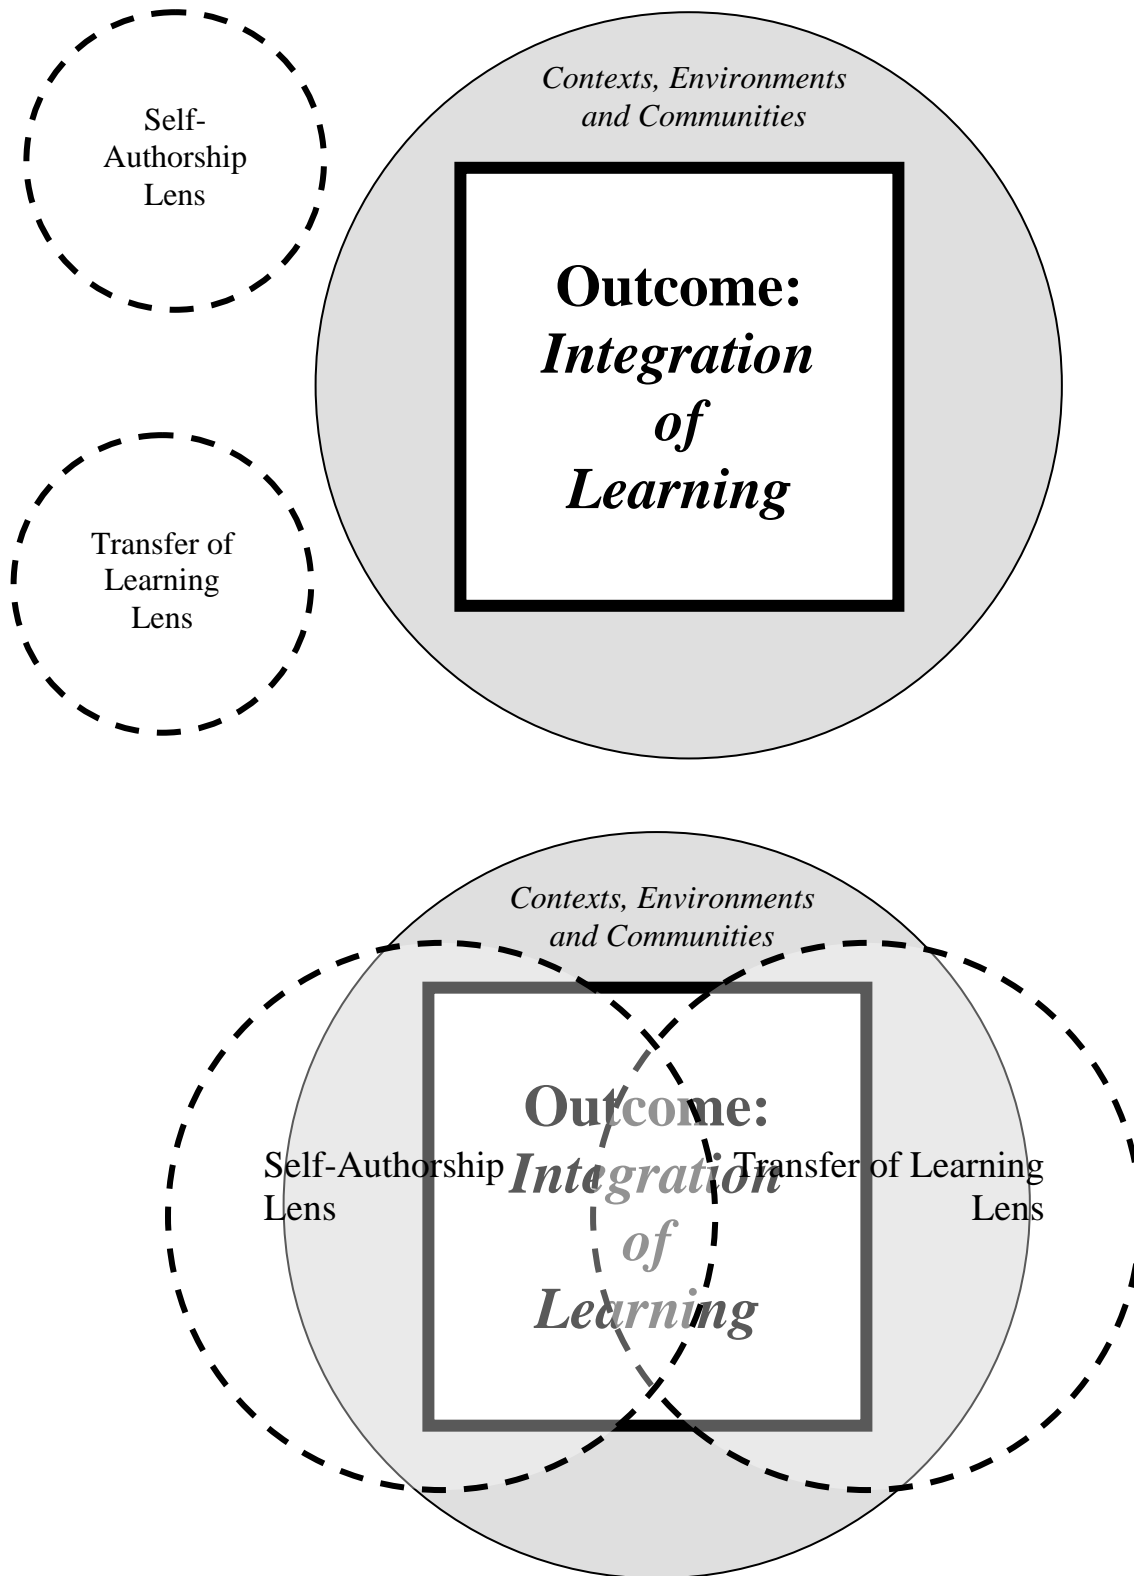 Self-
Authorship
Lens
Contexts, Environments
and Communities
Outcome:
Integration
of
Learning
Transfer of
Learning
Lens
Contexts, Environments
and Communities
Outcome:
Integration
of
Learning
Self-Authorship
Lens
Transfer of Learning
Lens